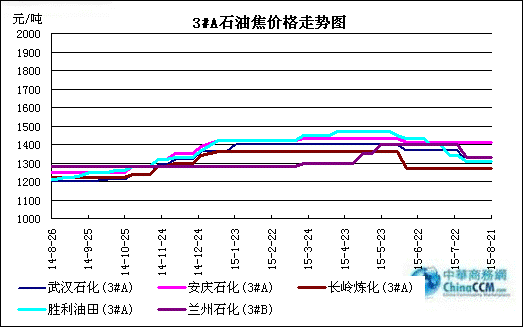 3#A石油焦价格走势图
元/吨
2000
1900
1800
1700
1600
1500
1400
1300
1200
1100
1000
14-8-26
14-9-25
14-10-25
14-11-24
14-12-24
15-1-23
15-2-22
15-3-24
15-4-23
15-5-23
15-6-22
15-7-22
15-8-21
武汉石化(3#A)
安庆石化(3#A)
长岭炼化(3#A)
胜利油田(3#A)
兰州石化(3#B)
中華商務網
ChinaCCM.com
China Commodity Marketplace